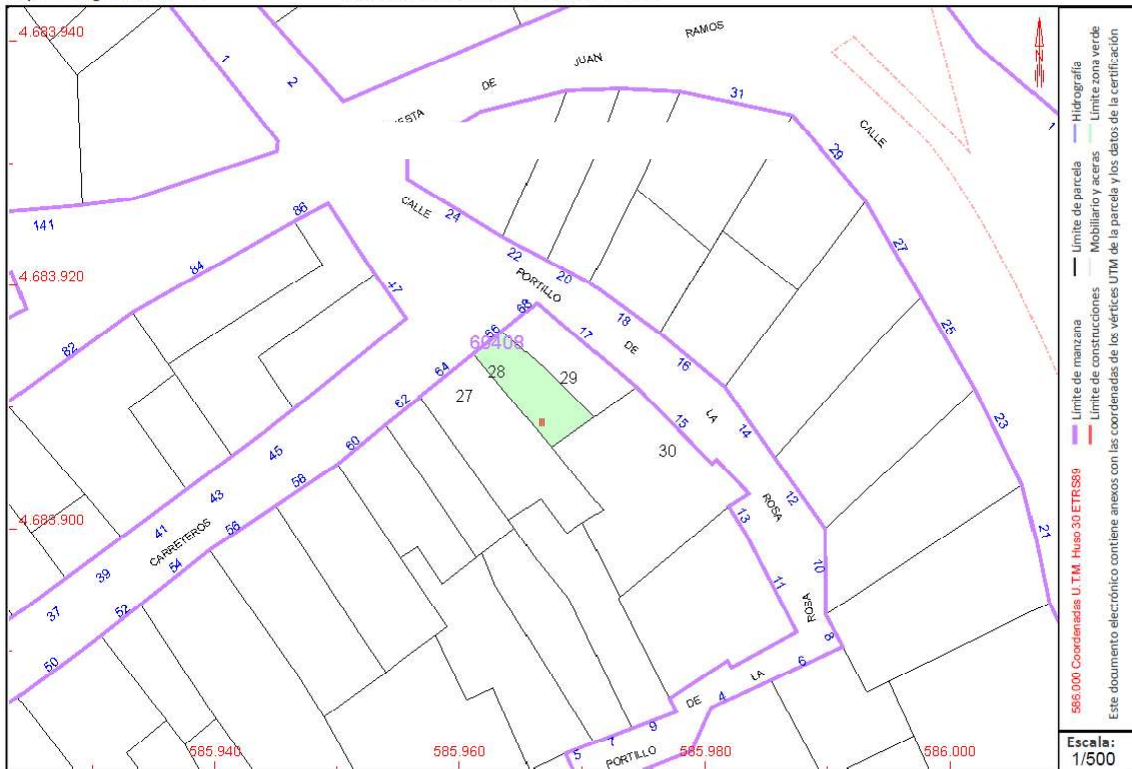 4.683.940
1
2
ESTA
DE
JUAN
RAMOS
31
CALLE
29
1
141
86
CALLE
24
84
4.683.920
47
22
20
PORTILLO
27
82
66
68
17
18
DE
25
69408
28
29
64
16
27
62
LA
23
15
14
60
30
45
58
12
ROSA
43
4.683.900
13
41
CARRETEROS
56
21
54
39
10
11
37
52
ROSA
8
50
6
LA
4
DE
9
585.940
585.960
7
585.980
586.000
5
PORTILLO
586.000 Coordenadas U.T.M. Huso 30 ETRS89
Límite de manzana
Límite de parcela
Hidrografía
Límite de construcciones
Mobiliario y aceras
Límite zona verde
Este documento electrónico contiene anexos con las coordenadas de los vértices UTM de la parcela y los datos de la certificación
Escala:
1/500